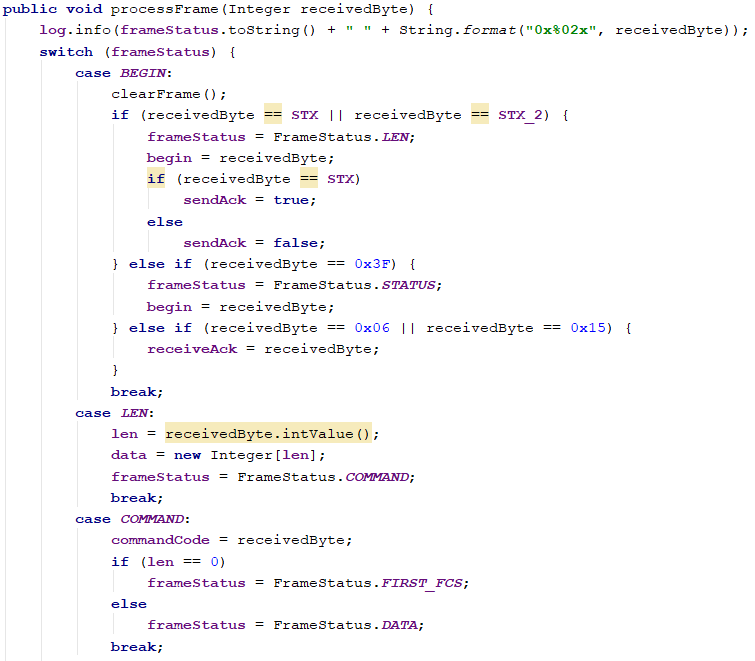 public void processFrame(Integer receivedByte) {
    log.info(frameStatus.toString() + " " + String.format("0x%02x", receivedByte));
    switch (frameStatus) {
        case BEGIN:
            clearFrame();
            if (receivedByte == STX || receivedByte == STX_2) {
                frameStatus = FrameStatus.LEN;
                begin = receivedByte;
                if (receivedByte == STX)
                    sendAck = true;
                else
                    sendAck = false;
            } else if (receivedByte == 0x3F) {
                frameStatus = FrameStatus.STATUS;
                begin = receivedByte;
            } else if (receivedByte == 0x06 || receivedByte == 0x15) {
                receiveAck = receivedByte;
            }
            break;
        case LEN:
            len = receivedByte.intValue();
            data = new Integer[len];
            frameStatus = FrameStatus.COMMAND;
            break;
        case COMMAND:
            commandCode = receivedByte;
            if (len == 0)
                frameStatus = FrameStatus.FIRST_FCS;
            else
                frameStatus = FrameStatus.DATA;
            break;